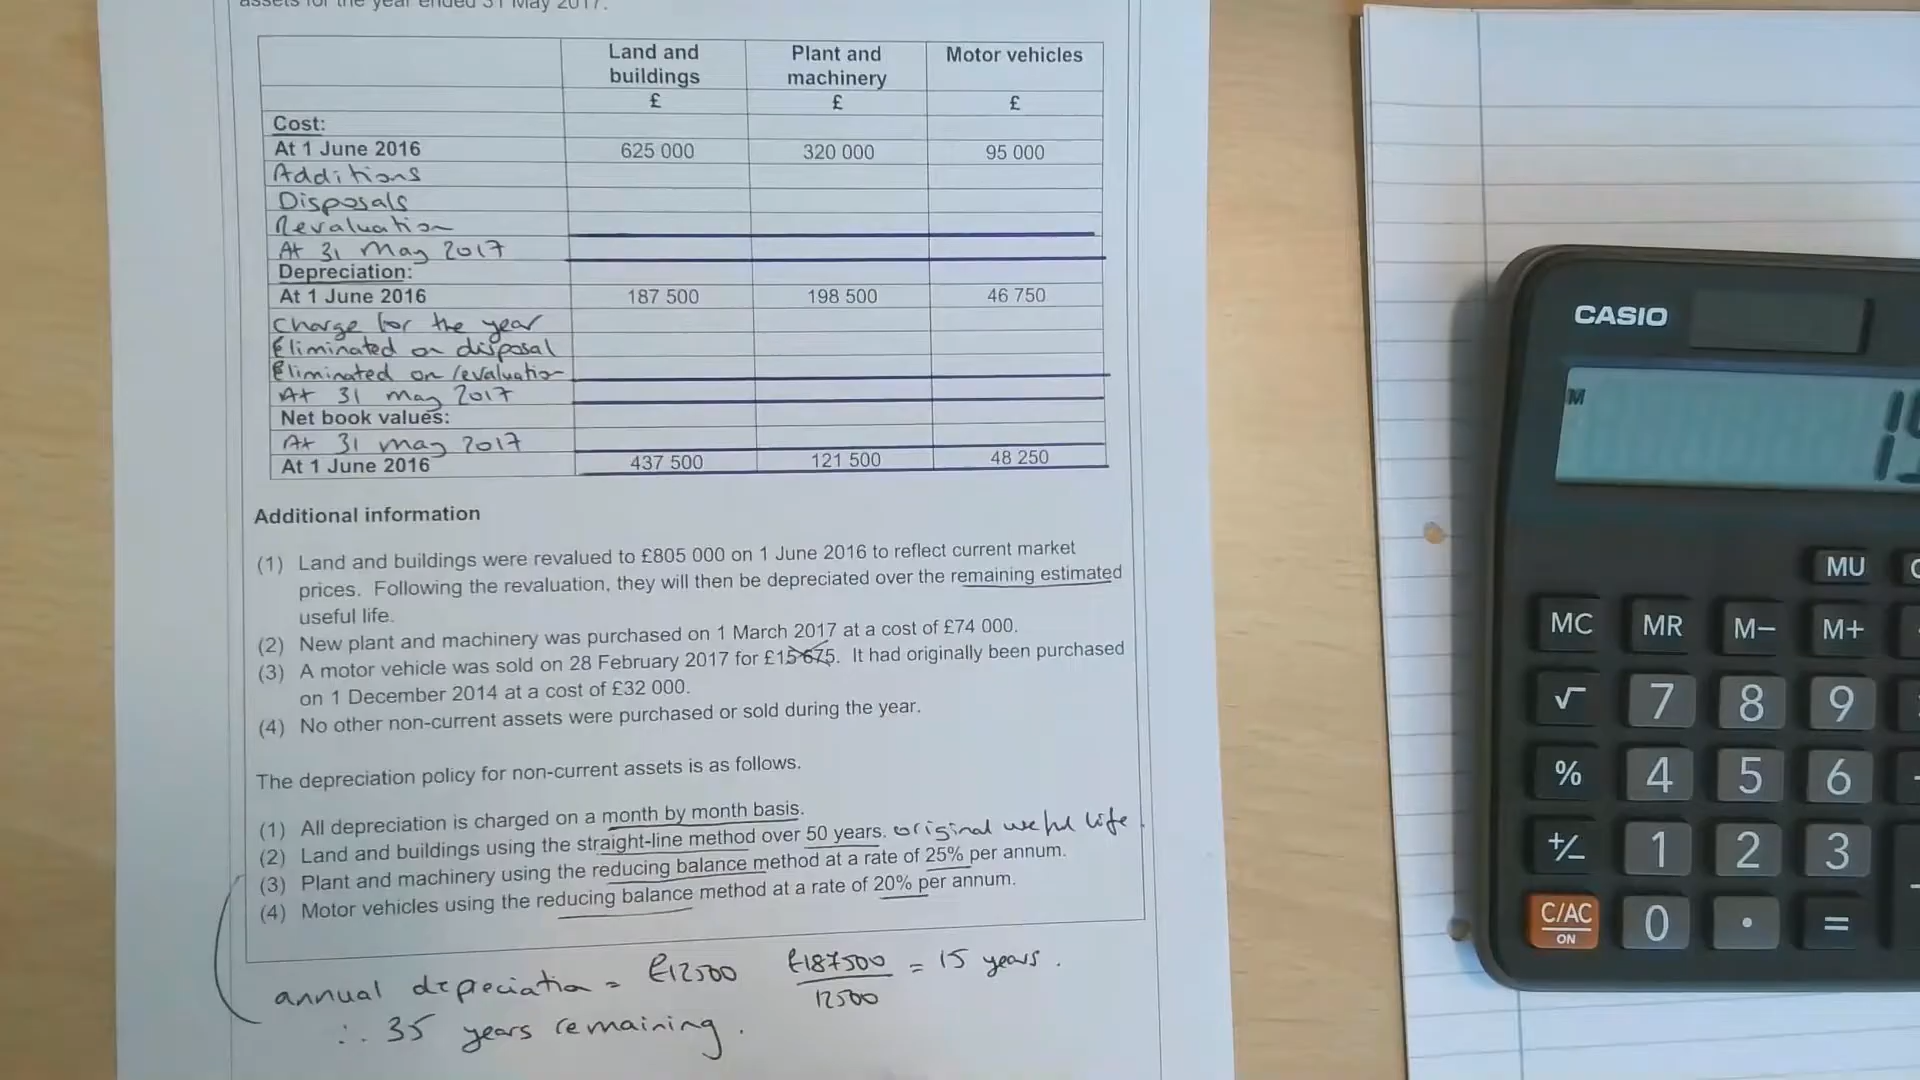 assets for the year ended 31 May 2017.
Land and buildings Plant and machinery Motor vehicles
£ £ £
Cost:
At 1 June 2016 625 000 320 000 95 000
Additions
Disposals
Revaluation
At 31 May 2017
Depreciation:
At 1 June 2016 187 500 198 500 46 750
Charge for the year
Eliminated on disposal
Eliminated on revaluation
At 31 May 2017
Net book values:
At 31 May 2017
At 1 June 2016 437 500 121 500 48 250
Additional information
(1) Land and buildings were revalued to £805 000 on 1 June 2016 to reflect current market
prices. Following the revaluation, they will then be depreciated over the remaining estimated
useful life.
(2) New plant and machinery was purchased on 1 March 2017 at a cost of £74 000.
(3) A motor vehicle was sold on 28 February 2017 for £15 675. It had originally been purchased
on 1 December 2014 at a cost of £32 000.
(4) No other non-current assets were purchased or sold during the year.
The depreciation policy for non-current assets is as follows.
(1) All depreciation is charged on a month by month basis.
(2) Land and buildings using the straight-line method over 50 years. original useful life.
(3) Plant and machinery using the reducing balance method at a rate of 25% per annum.
(4) Motor vehicles using the reducing balance method at a rate of 20% per annum.
annual depreciation = £12500 £187500 / 12500 = 15 years.
∴ 35 years remaining.
CASIO
M
MU
MC MR M− M+
√ 7 8 9
% 4 5 6
+/− 1 2 3
C/AC ON 0 · =